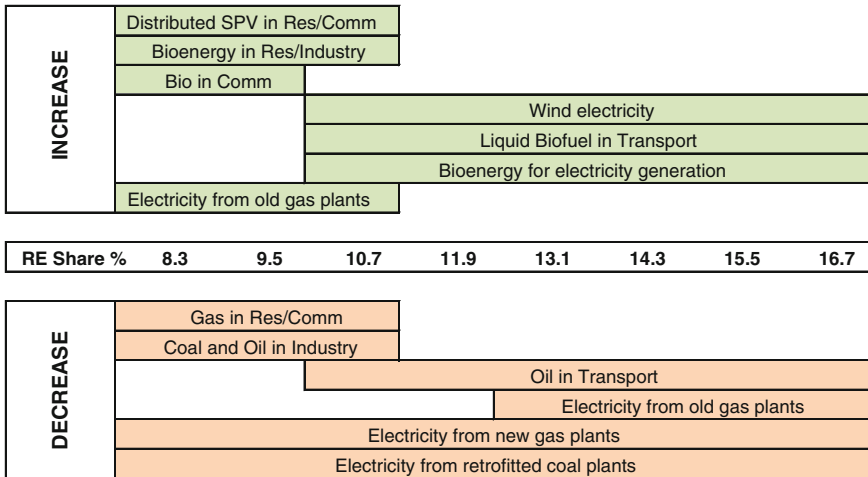 INCREASE
Distributed SPV in Res/Comm
Bioenergy in Res/Industry
Bio in Comm
Wind electricity
Liquid Biofuel in Transport
Bioenergy for electricity generation
Electricity from old gas plants
RE Share % 8.3 9.5 10.7 11.9 13.1 14.3 15.5 16.7
DECREASE
Gas in Res/Comm
Coal and Oil in Industry
Oil in Transport
Electricity from old gas plants
Electricity from new gas plants
Electricity from retrofitted coal plants